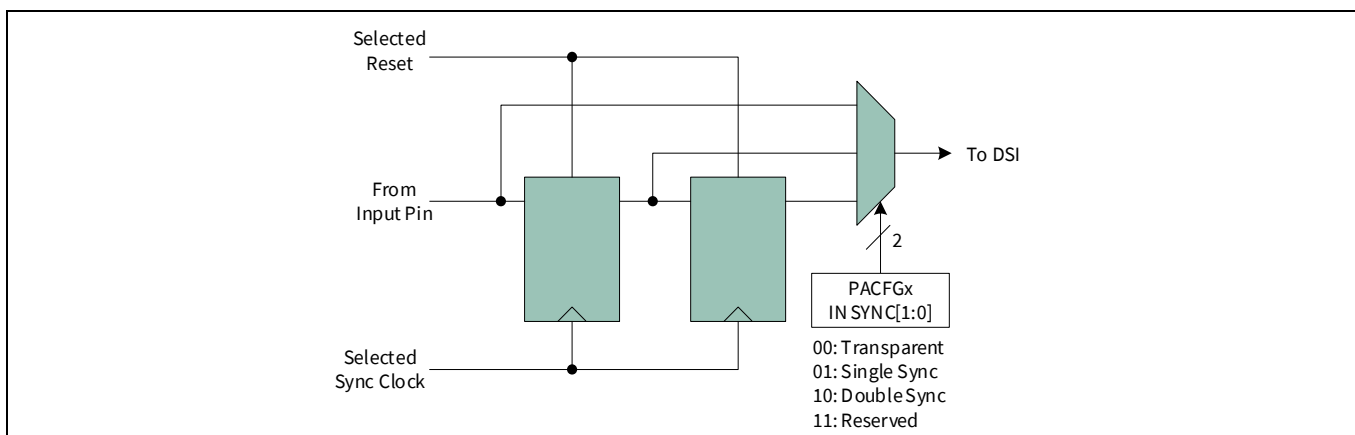 Selected
Reset
To DSI
From
Input Pin
2
PACFGx
IN SYNC[1:0]
Selected
Sync Clock
00: Transparent
01: Single Sync
10: Double Sync
11: Reserved